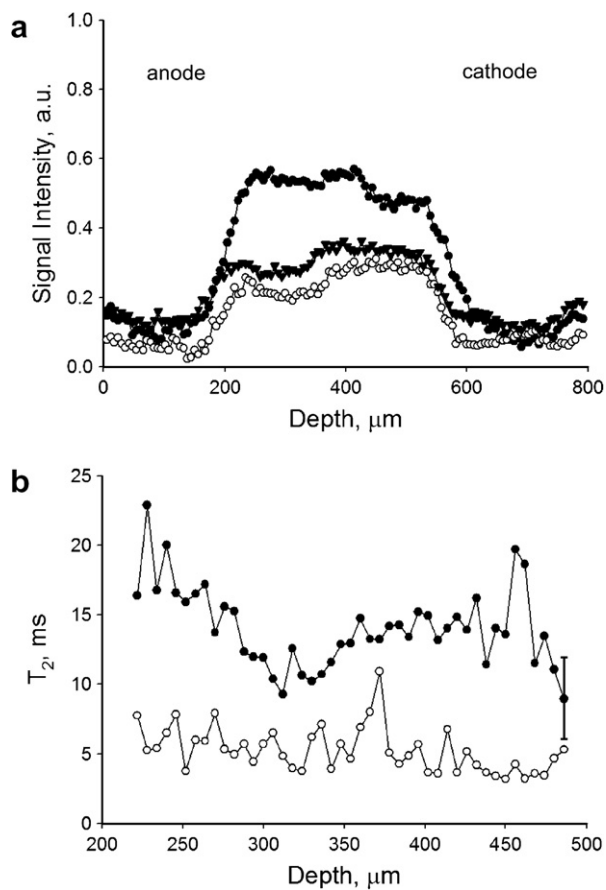 a
anode cathode
Signal Intensity, a.u.
1.0
0.8
0.6
0.4
0.2
0.0
0 200 400 600 800
Depth, μm
b
T2, ms
25
20
15
10
5
0
200 250 300 350 400 450 500
Depth, μm